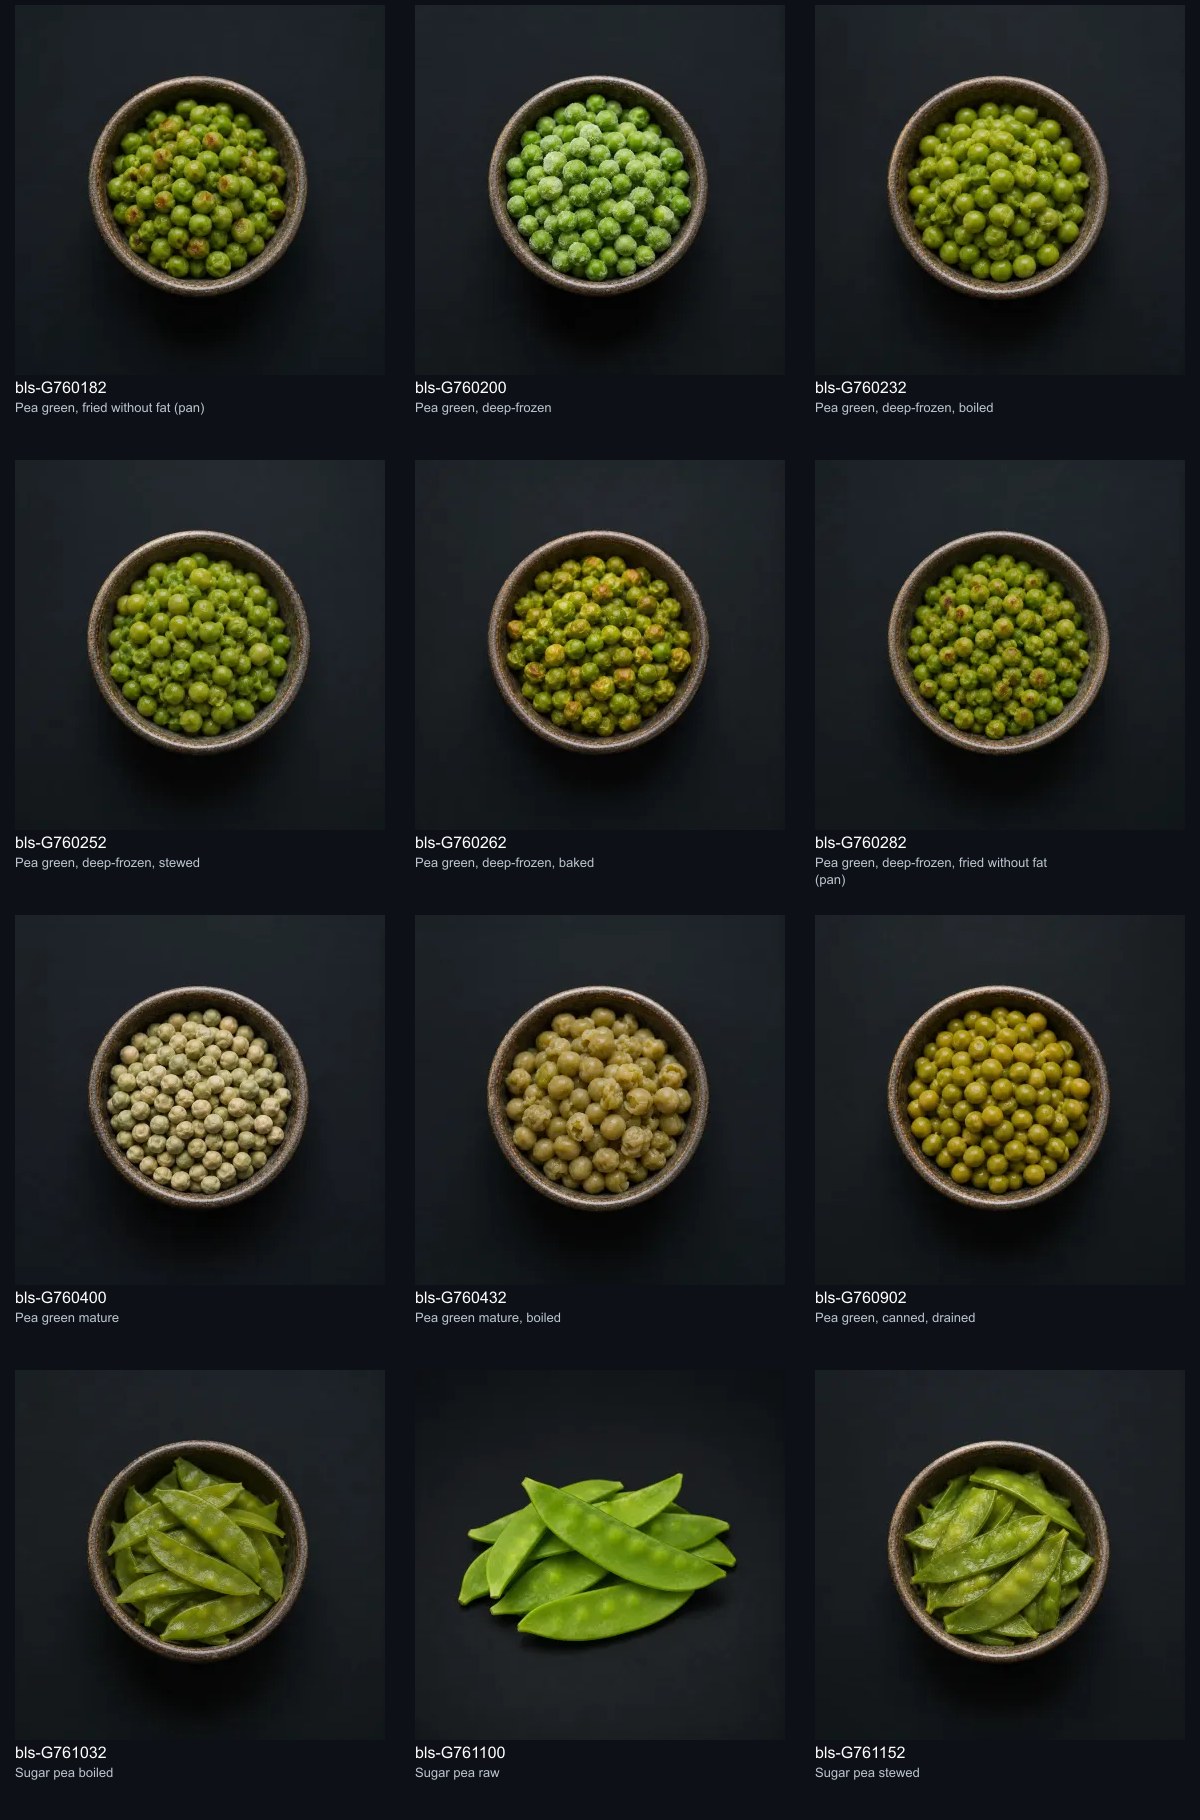 bls-G760182
Pea green, fried without fat (pan)
bls-G760200
Pea green, deep-frozen
bls-G760232
Pea green, deep-frozen, boiled
bls-G760252
Pea green, deep-frozen, stewed
bls-G760262
Pea green, deep-frozen, baked
bls-G760282
Pea green, deep-frozen, fried without fat
(pan)
bls-G760400
Pea green mature
bls-G760432
Pea green mature, boiled
bls-G760902
Pea green, canned, drained
bls-G761032
Sugar pea boiled
bls-G761100
Sugar pea raw
bls-G761152
Sugar pea stewed